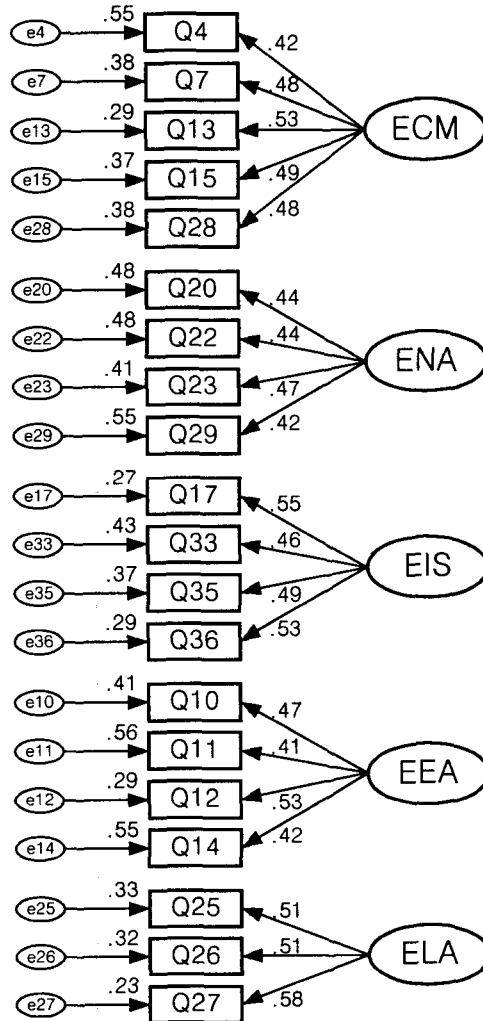 .55
e4 Q4 .42
.38
e7 Q7 .48
.29
e13 Q13 .53 ECM
.37
e15 Q15 .49
.38
e28 Q28 .48
.48
e20 Q20 .44
.48
e22 Q22 .44
.41
e23 Q23 .47 ENA
.55
e29 Q29 .42
.27
e17 Q17 .55
.43
e33 Q33 .46
.37
e35 Q35 .49 EIS
.29
e36 Q36 .53
.41
e10 Q10 .47
.56
e11 Q11 .41
.29
e12 Q12 .53 EEA
.55
e14 Q14 .42
.33
e25 Q25 .51
.32
e26 Q26 .51 ELA
.23
e27 Q27 .58